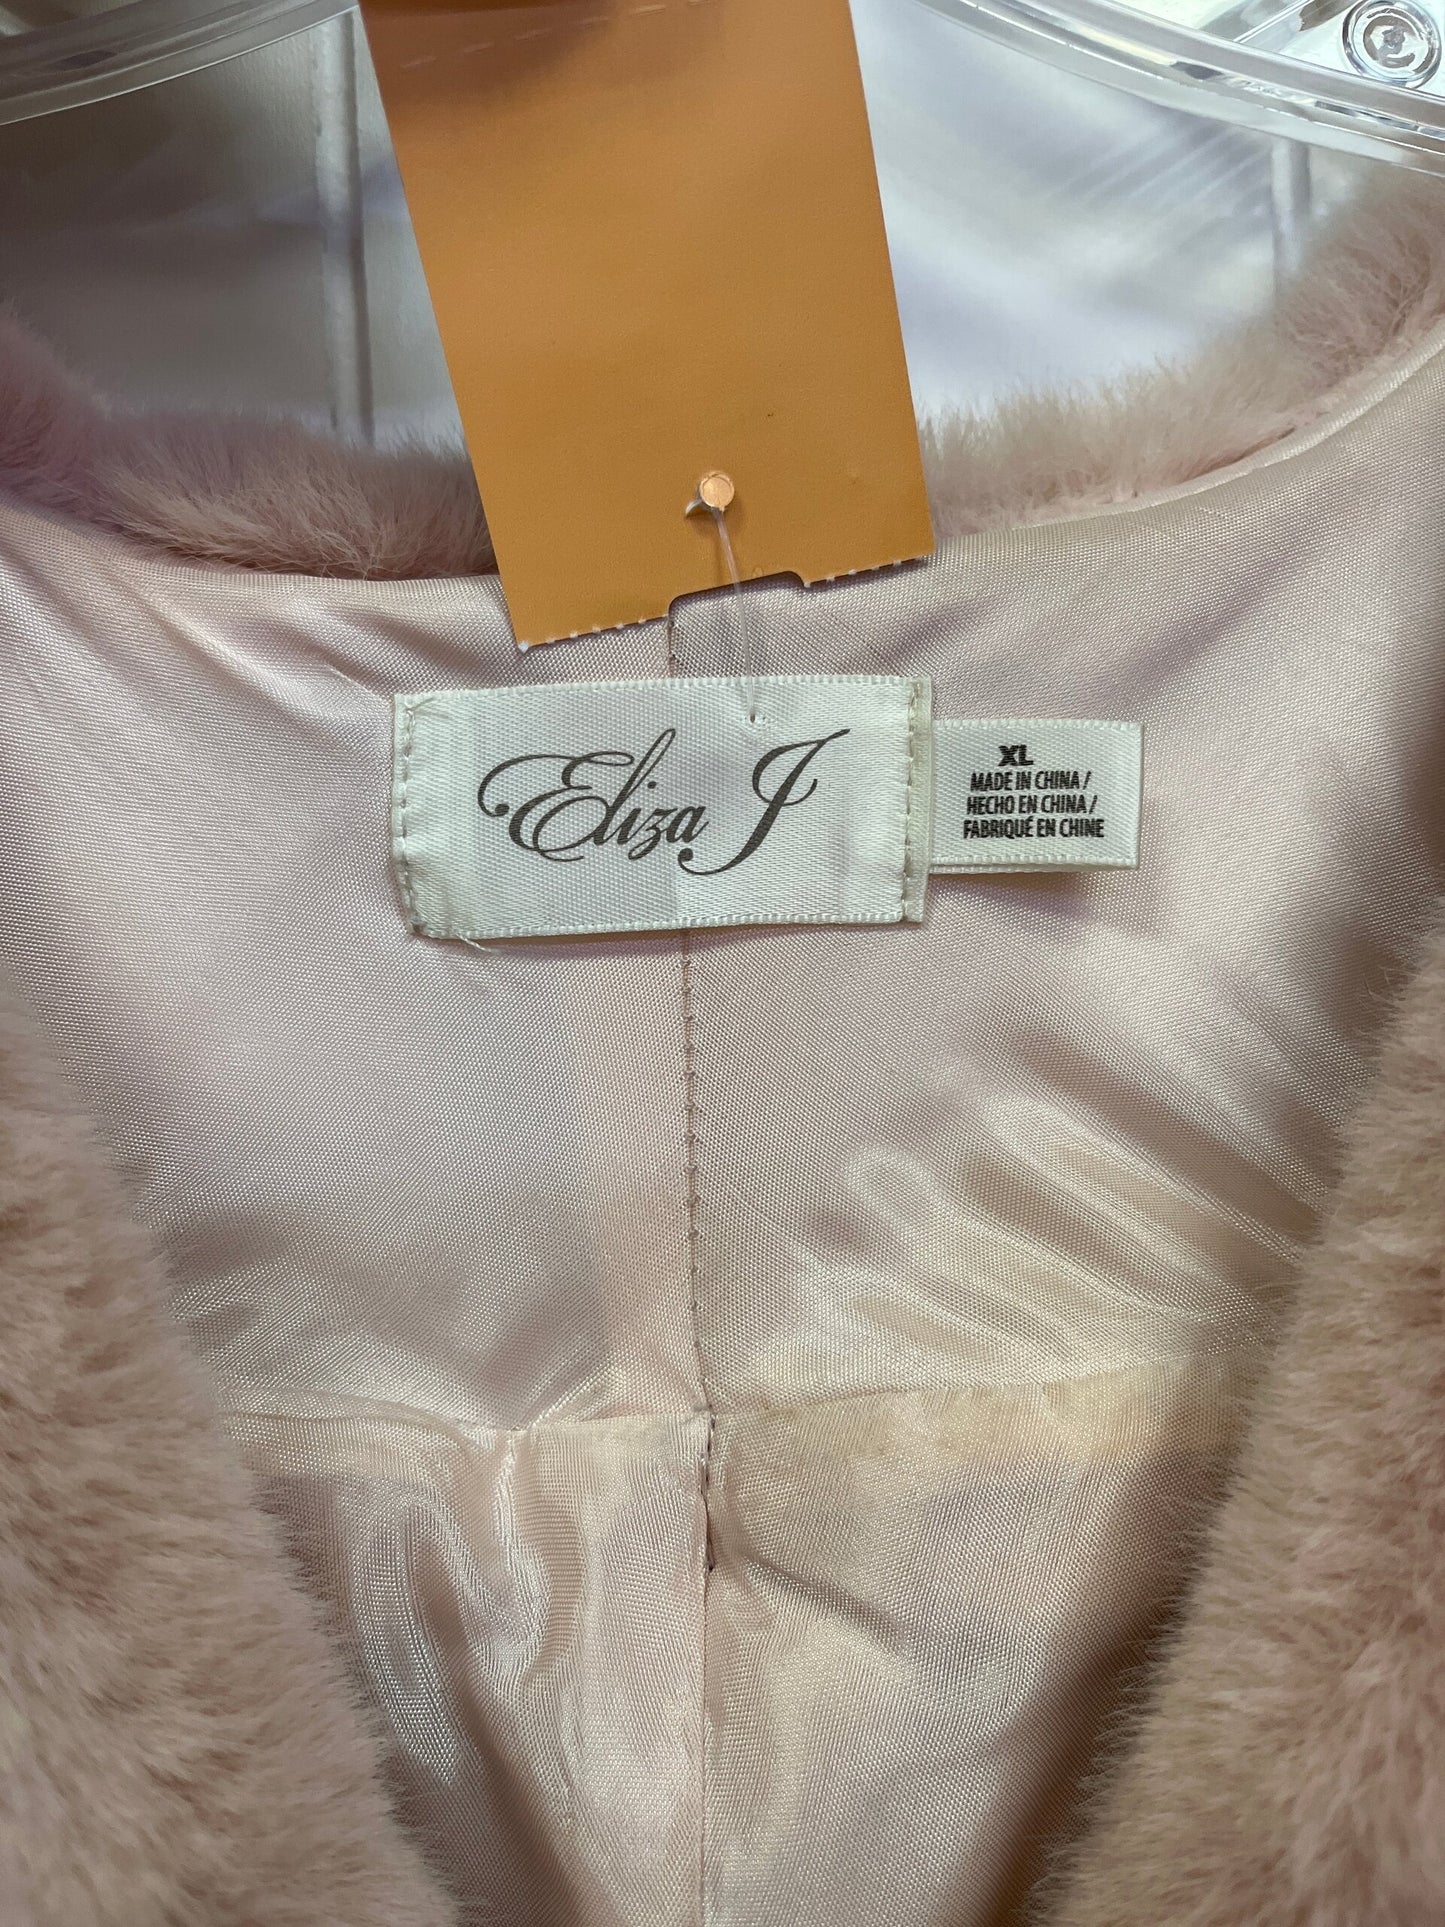 Eliza J
XL
MADE IN CHINA /
HECHO EN CHINA /
FABRIQUÉ EN CHINE